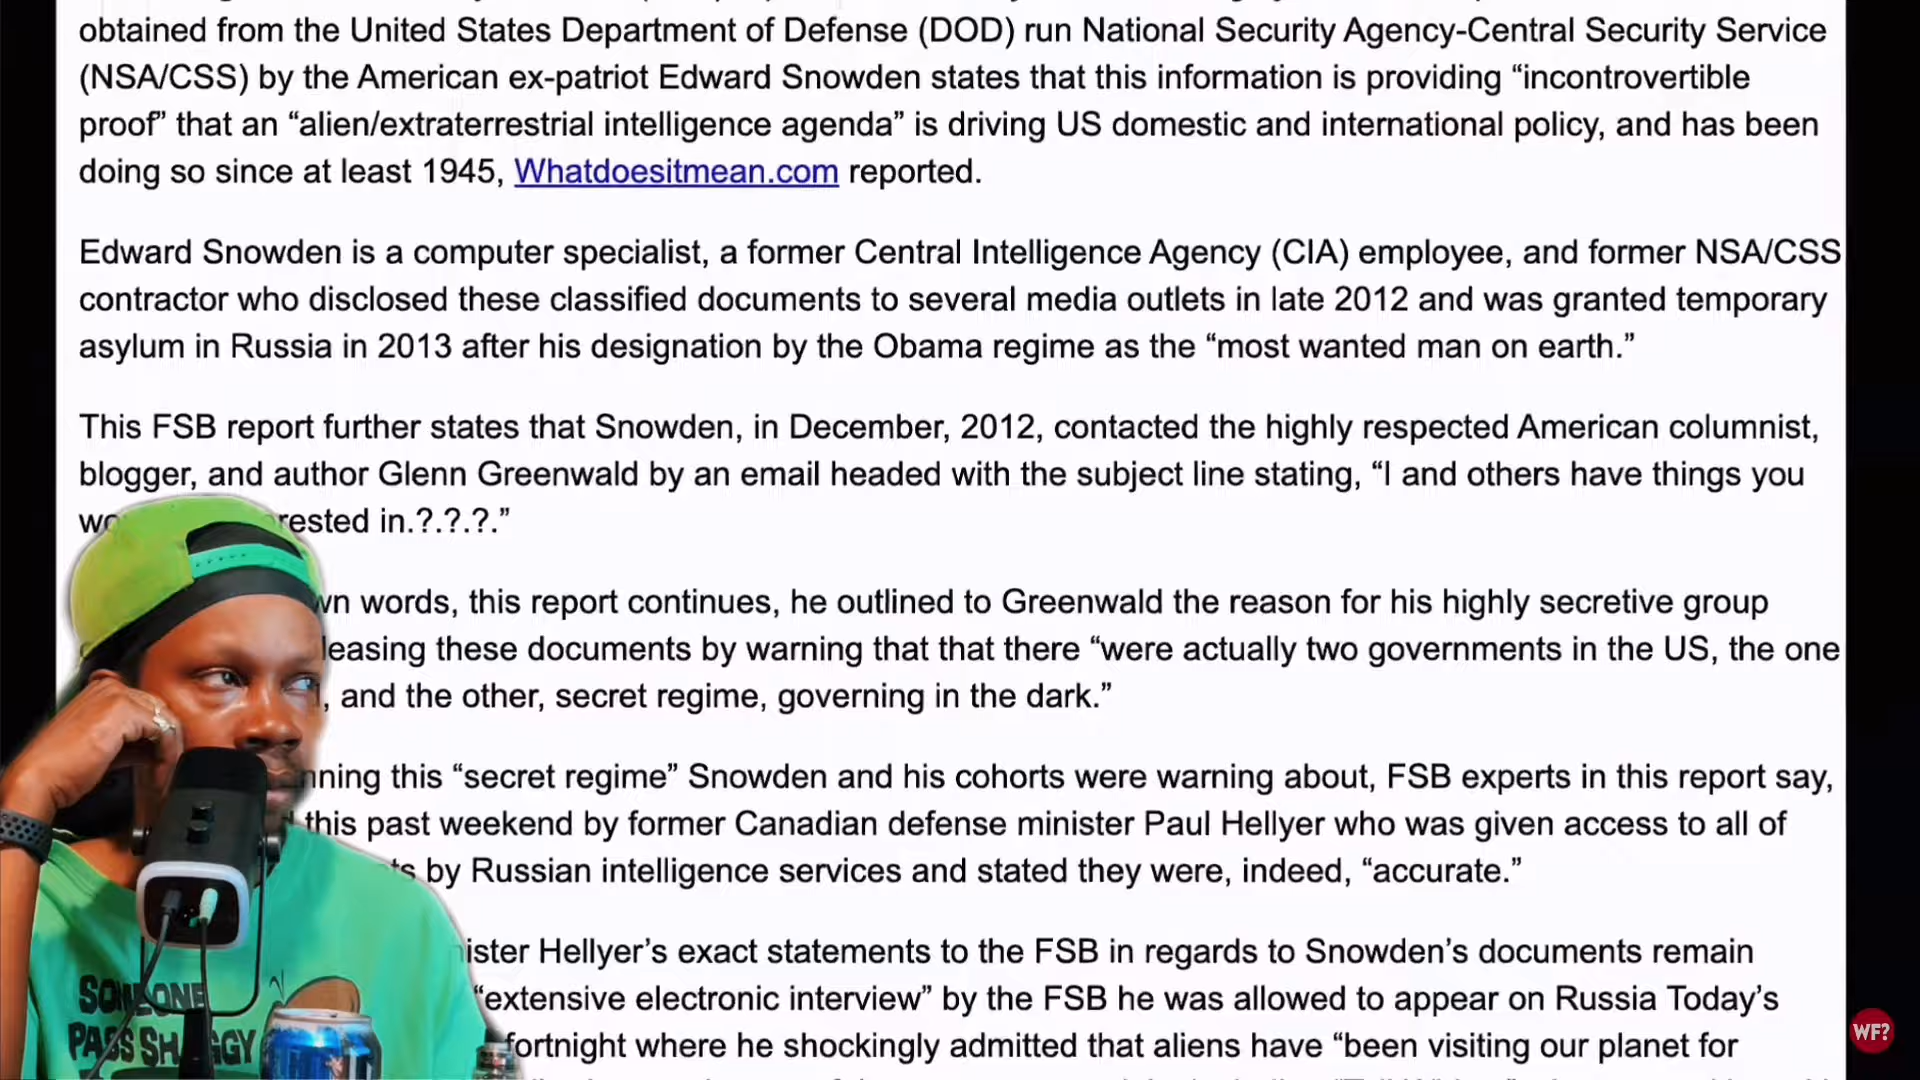 obtained from the United States Department of Defense (DOD) run National Security Agency-Central Security Service
(NSA/CSS) by the American ex-patriot Edward Snowden states that this information is providing “incontrovertible
proof” that an “alien/extraterrestrial intelligence agenda” is driving US domestic and international policy, and has been
doing so since at least 1945, Whatdoesitmean.com reported.
Edward Snowden is a computer specialist, a former Central Intelligence Agency (CIA) employee, and former NSA/CSS
contractor who disclosed these classified documents to several media outlets in late 2012 and was granted temporary
asylum in Russia in 2013 after his designation by the Obama regime as the “most wanted man on earth.”
This FSB report further states that Snowden, in December, 2012, contacted the highly respected American columnist,
blogger, and author Glenn Greenwald by an email headed with the subject line stating, “I and others have things you
in.?.?.?.”
words, this report continues, he outlined to Greenwald the reason for his highly secretive group
these documents by warning that that there “were actually two governments in the US, the one
, and the other, secret regime, governing in the dark.”
this “secret regime” Snowden and his cohorts were warning about, FSB experts in this report say,
this past weekend by former Canadian defense minister Paul Hellyer who was given access to all of
by Russian intelligence services and stated they were, indeed, “accurate.”
Hellyer’s exact statements to the FSB in regards to Snowden’s documents remain
“extensive electronic interview” by the FSB he was allowed to appear on Russia Today’s
fortnight where he shockingly admitted that aliens have “been visiting our planet for
SOMEONE
PASS SHAGGY
WF?